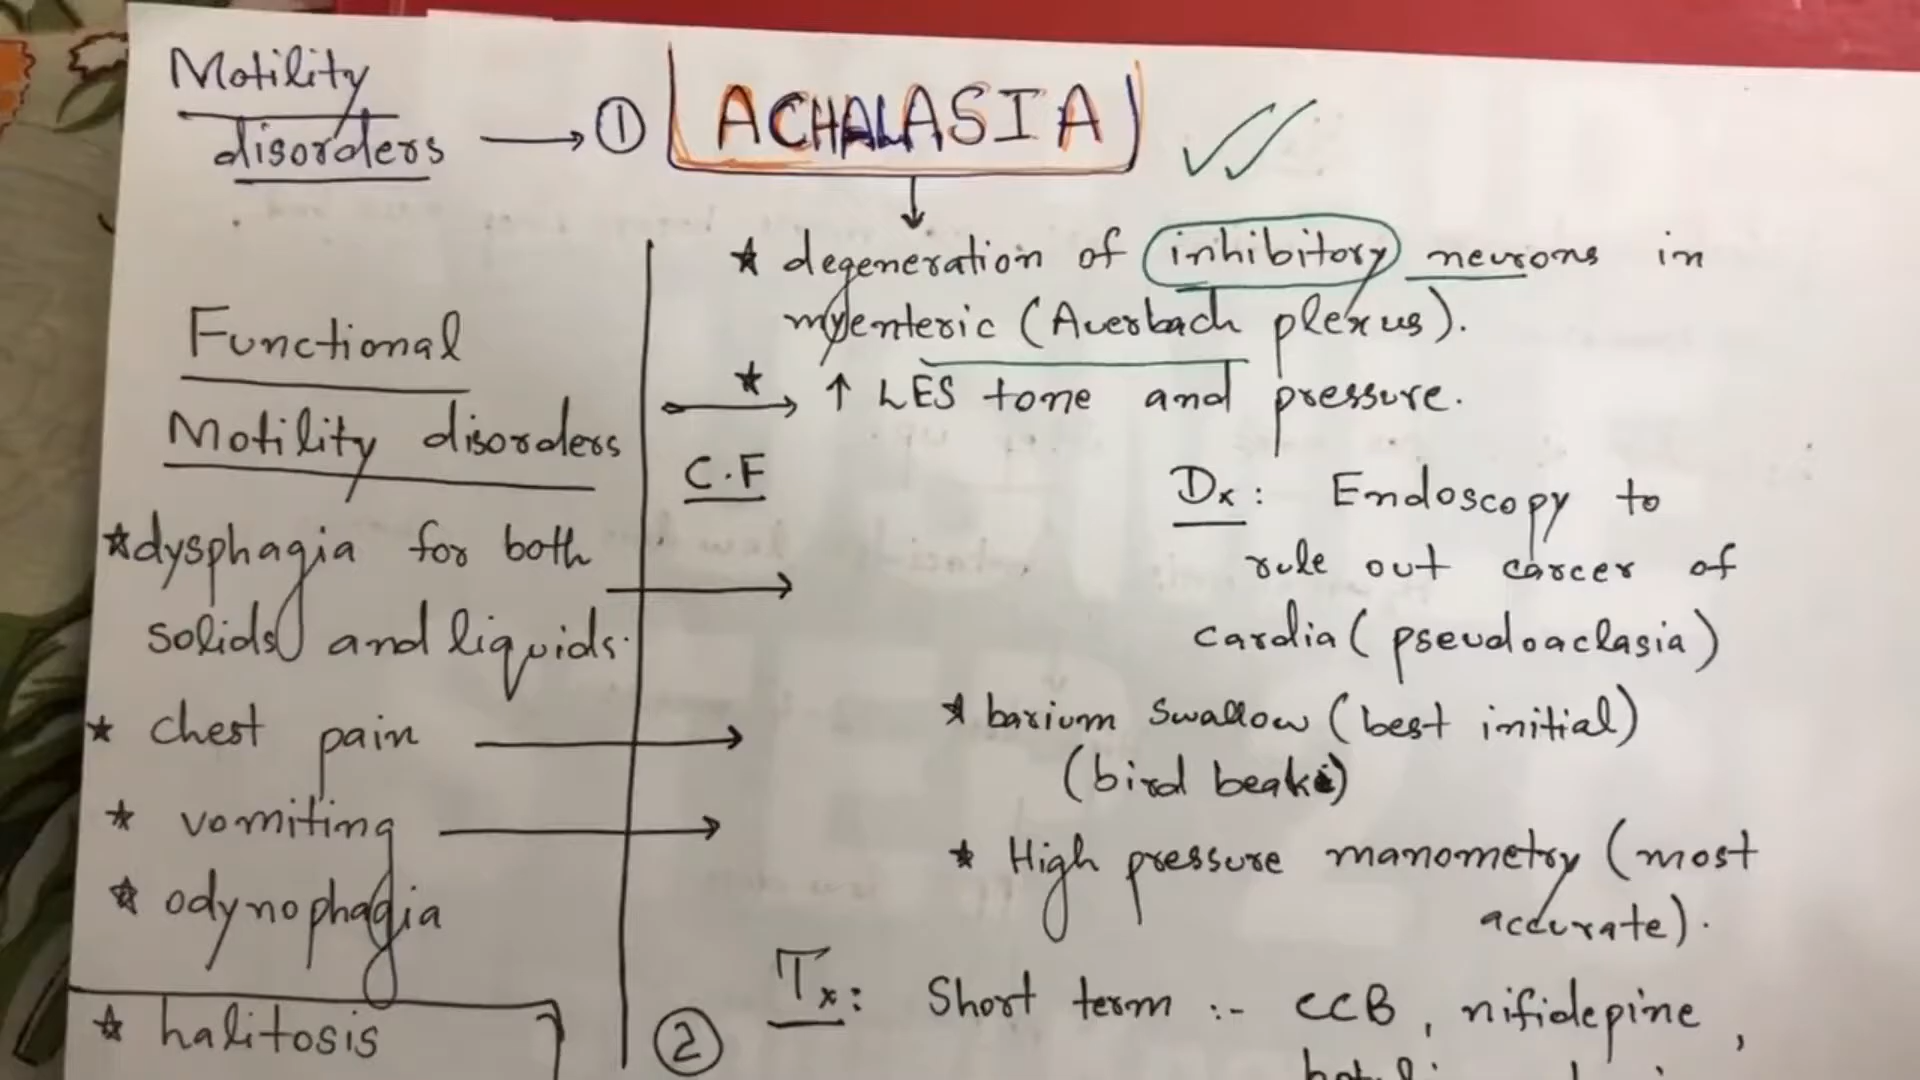 Motility
disorders → ① ACHALASIA
★ degeneration of inhibitory neurons in
myenteric (Auerbach plexus).
★ ↑ LES tone and pressure.
Functional
Motility disorders
★ dysphagia for both
solids and liquids.
★ chest pain
★ vomiting
★ odynophagia
★ halitosis
C.F
Dx: Endoscopy to
rule out carcer of
cardia (pseudoaclasia)
★ barium swallow (best initial)
(bird beak)
★ High pressure manometry (most
accurate).
②
Tx: Short term :- CCB, nifidepine,